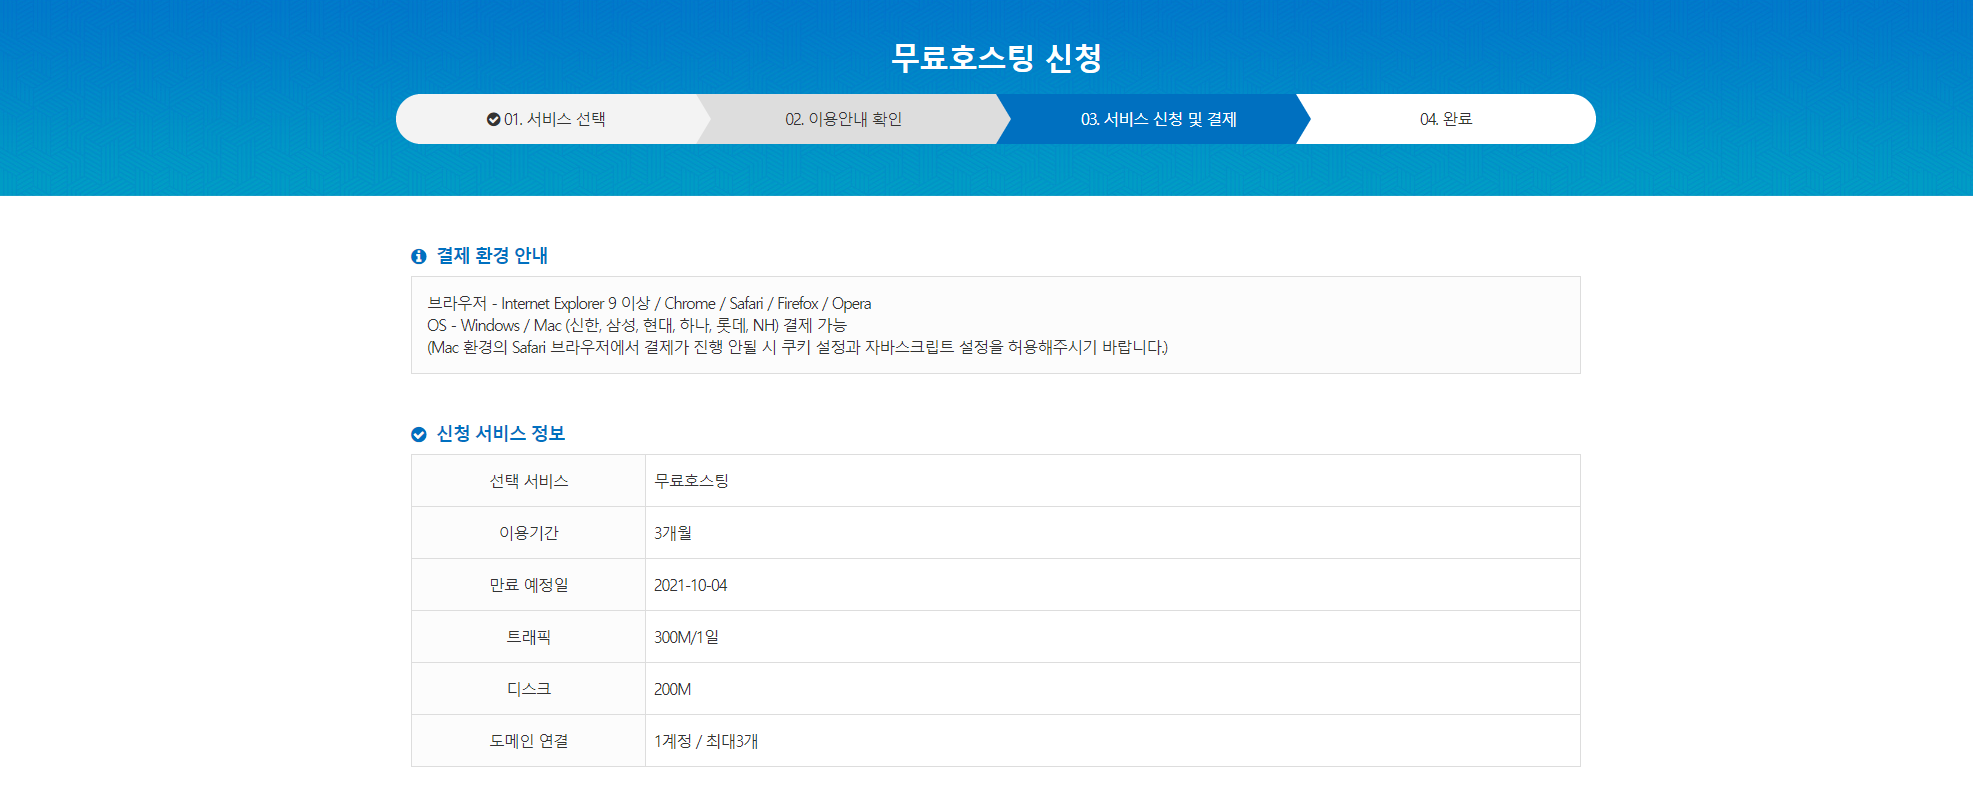 무료호스팅 신청
01. 서비스 선택
02. 이용안내 확인
03. 서비스 신청 및 결제
04. 완료
결제 환경 안내
브라우저 - Internet Explorer 9 이상 / Chrome / Safari / Firefox / Opera
OS - Windows / Mac (신한, 삼성, 현대, 하나, 롯데, NH) 결제 가능
(Mac 환경의 Safari 브라우저에서 결제가 진행 안될 시 쿠키 설정과 자바스크립트 설정을 허용해주시기 바랍니다.)
신청 서비스 정보
선택 서비스 무료호스팅
이용기간 3개월
만료 예정일 2021-10-04
트래픽 300M/1일
디스크 200M
도메인 연결 1계정 / 최대3개